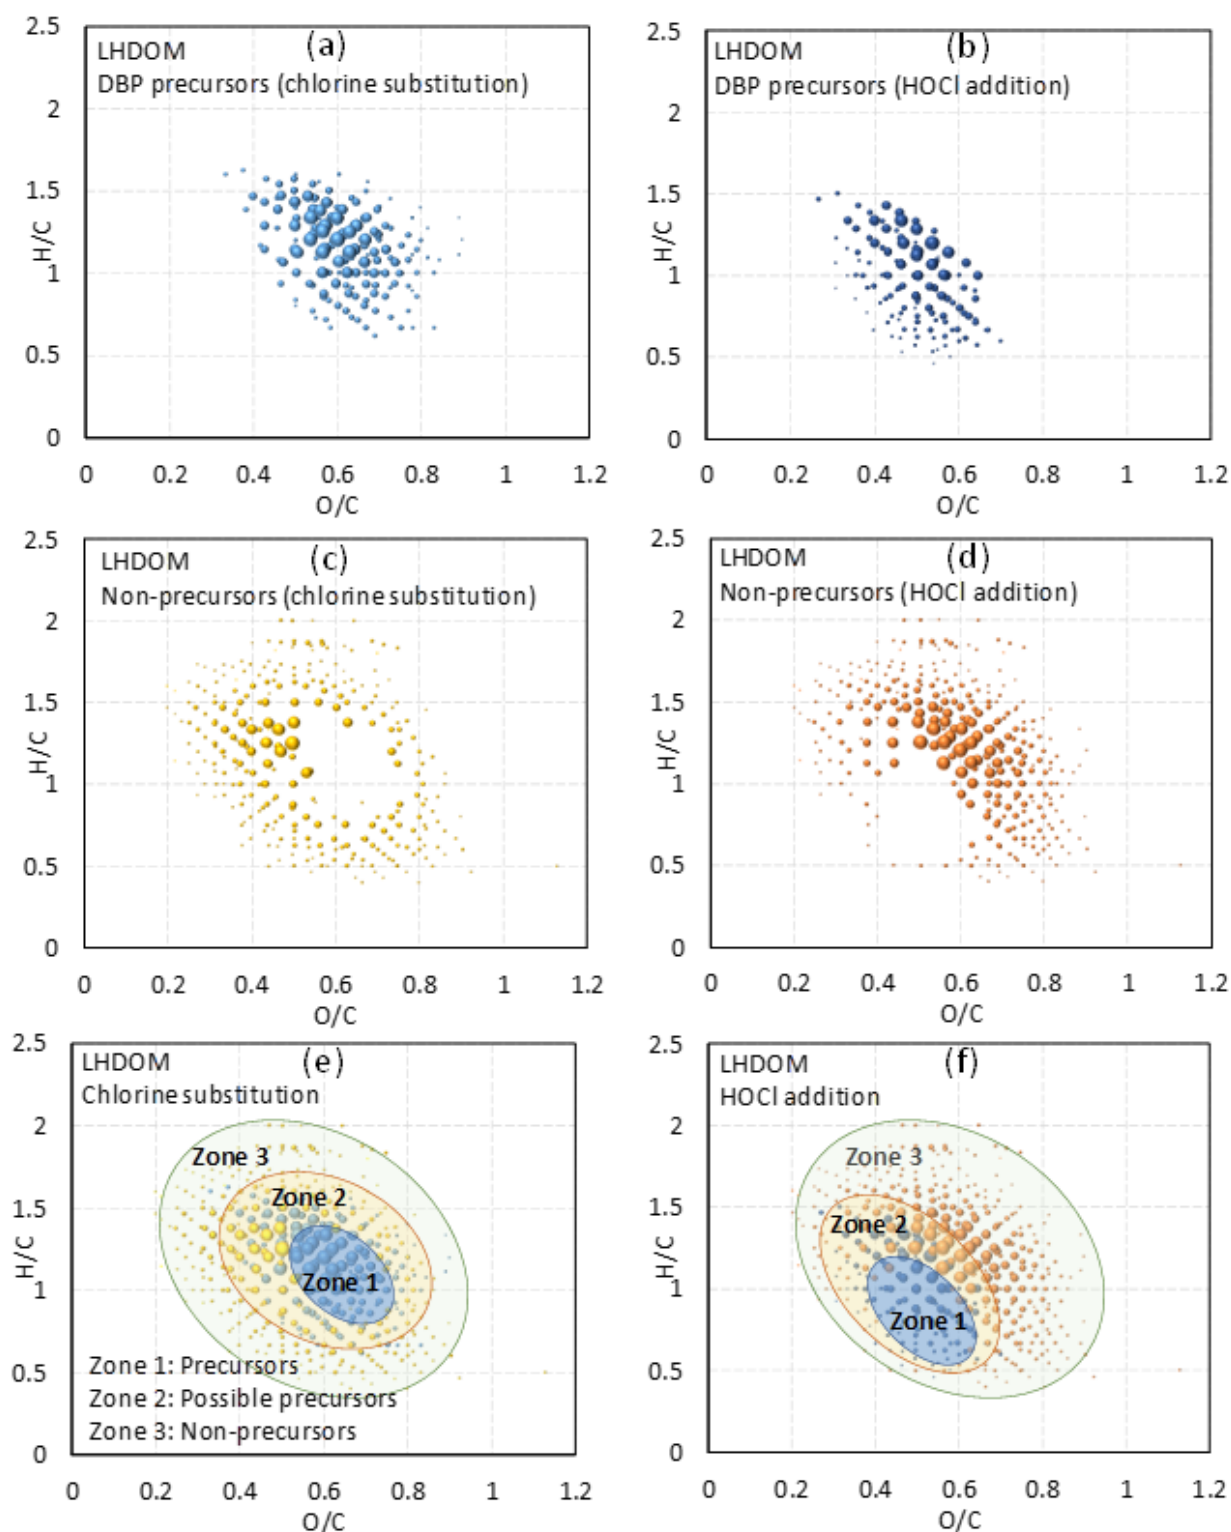 LHDOM
(a)
DBP precursors (chlorine substitution)
2.5
2
1.5
1
0.5
0
H/C
0 0.2 0.4 0.6 0.8 1 1.2
O/C
LHDOM
(b)
DBP precursors (HOCl addition)
2.5
2
1.5
1
0.5
0
H/C
0 0.2 0.4 0.6 0.8 1 1.2
O/C
LHDOM
(c)
Non-precursors (chlorine substitution)
2.5
2
1.5
1
0.5
0
H/C
0 0.2 0.4 0.6 0.8 1 1.2
O/C
LHDOM
(d)
Non-precursors (HOCl addition)
2.5
2
1.5
1
0.5
0
H/C
0 0.2 0.4 0.6 0.8 1 1.2
O/C
LHDOM
(e)
Chlorine substitution
Zone 3
Zone 2
Zone 1
Zone 1: Precursors
Zone 2: Possible precursors
Zone 3: Non-precursors
2.5
2
1.5
1
0.5
0
H/C
0 0.2 0.4 0.6 0.8 1 1.2
O/C
LHDOM
(f)
HOCl addition
Zone 3
Zone 2
Zone 1
2.5
2
1.5
1
0.5
0
H/C
0 0.2 0.4 0.6 0.8 1 1.2
O/C